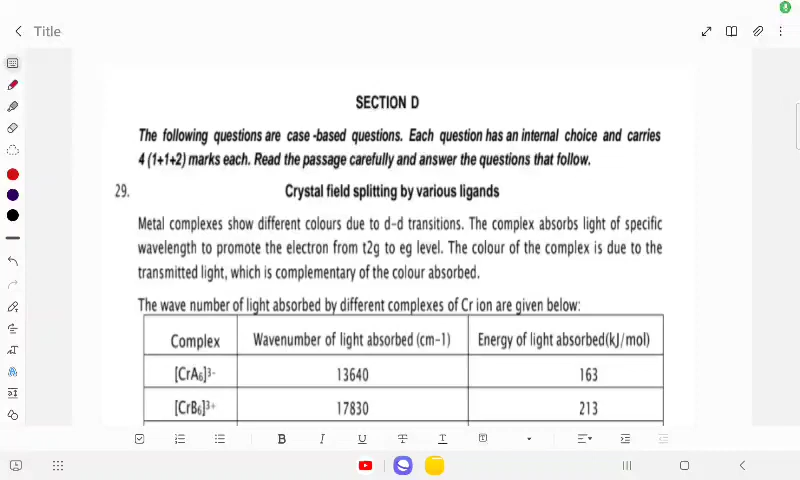 Title
SECTION D
The following questions are case -based questions. Each question has an internal choice and carries
4 (1+1+2) marks each. Read the passage carefully and answer the questions that follow.
29. Crystal field splitting by various ligands
Metal complexes show different colours due to d-d transitions. The complex absorbs light of specific
wavelength to promote the electron from t2g to eg level. The colour of the complex is due to the
transmitted light, which is complementary of the colour absorbed.
The wave number of light absorbed by different complexes of Cr ion are given below:
Complex Wavenumber of light absorbed (cm-1) Energy of light absorbed(kJ/mol)
[CrA₆]³⁻ 13640 163
[CrB₆]³⁺ 17830 213
B I U T T